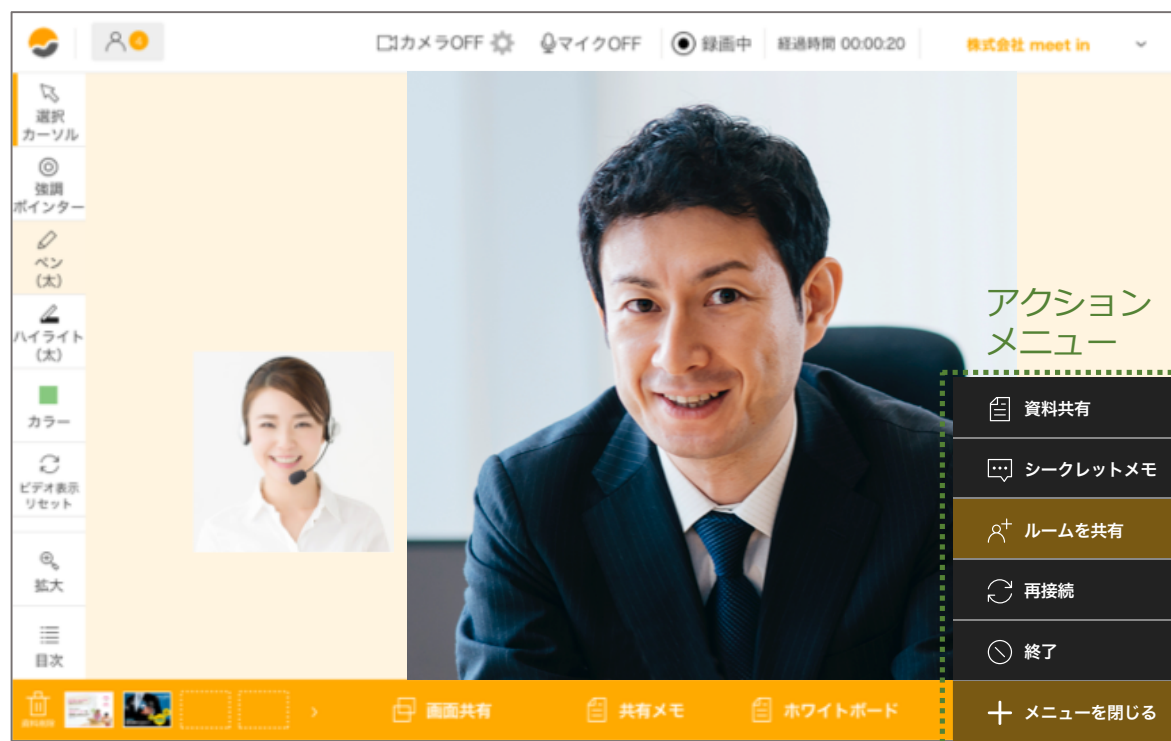 4
カメラOFF
マイクOFF
録画中
経過時間 00:00:20
株式会社 meet in
選択
カーソル
強調
ポインター
ペン
(太)
ハイライト
(太)
カラー
ビデオ表示
リセット
拡大
目次
アクション
メニュー
資料共有
シークレットメモ
ルームを共有
再接続
終了
メニューを閉じる
画面共有
共有メモ
ホワイトボード